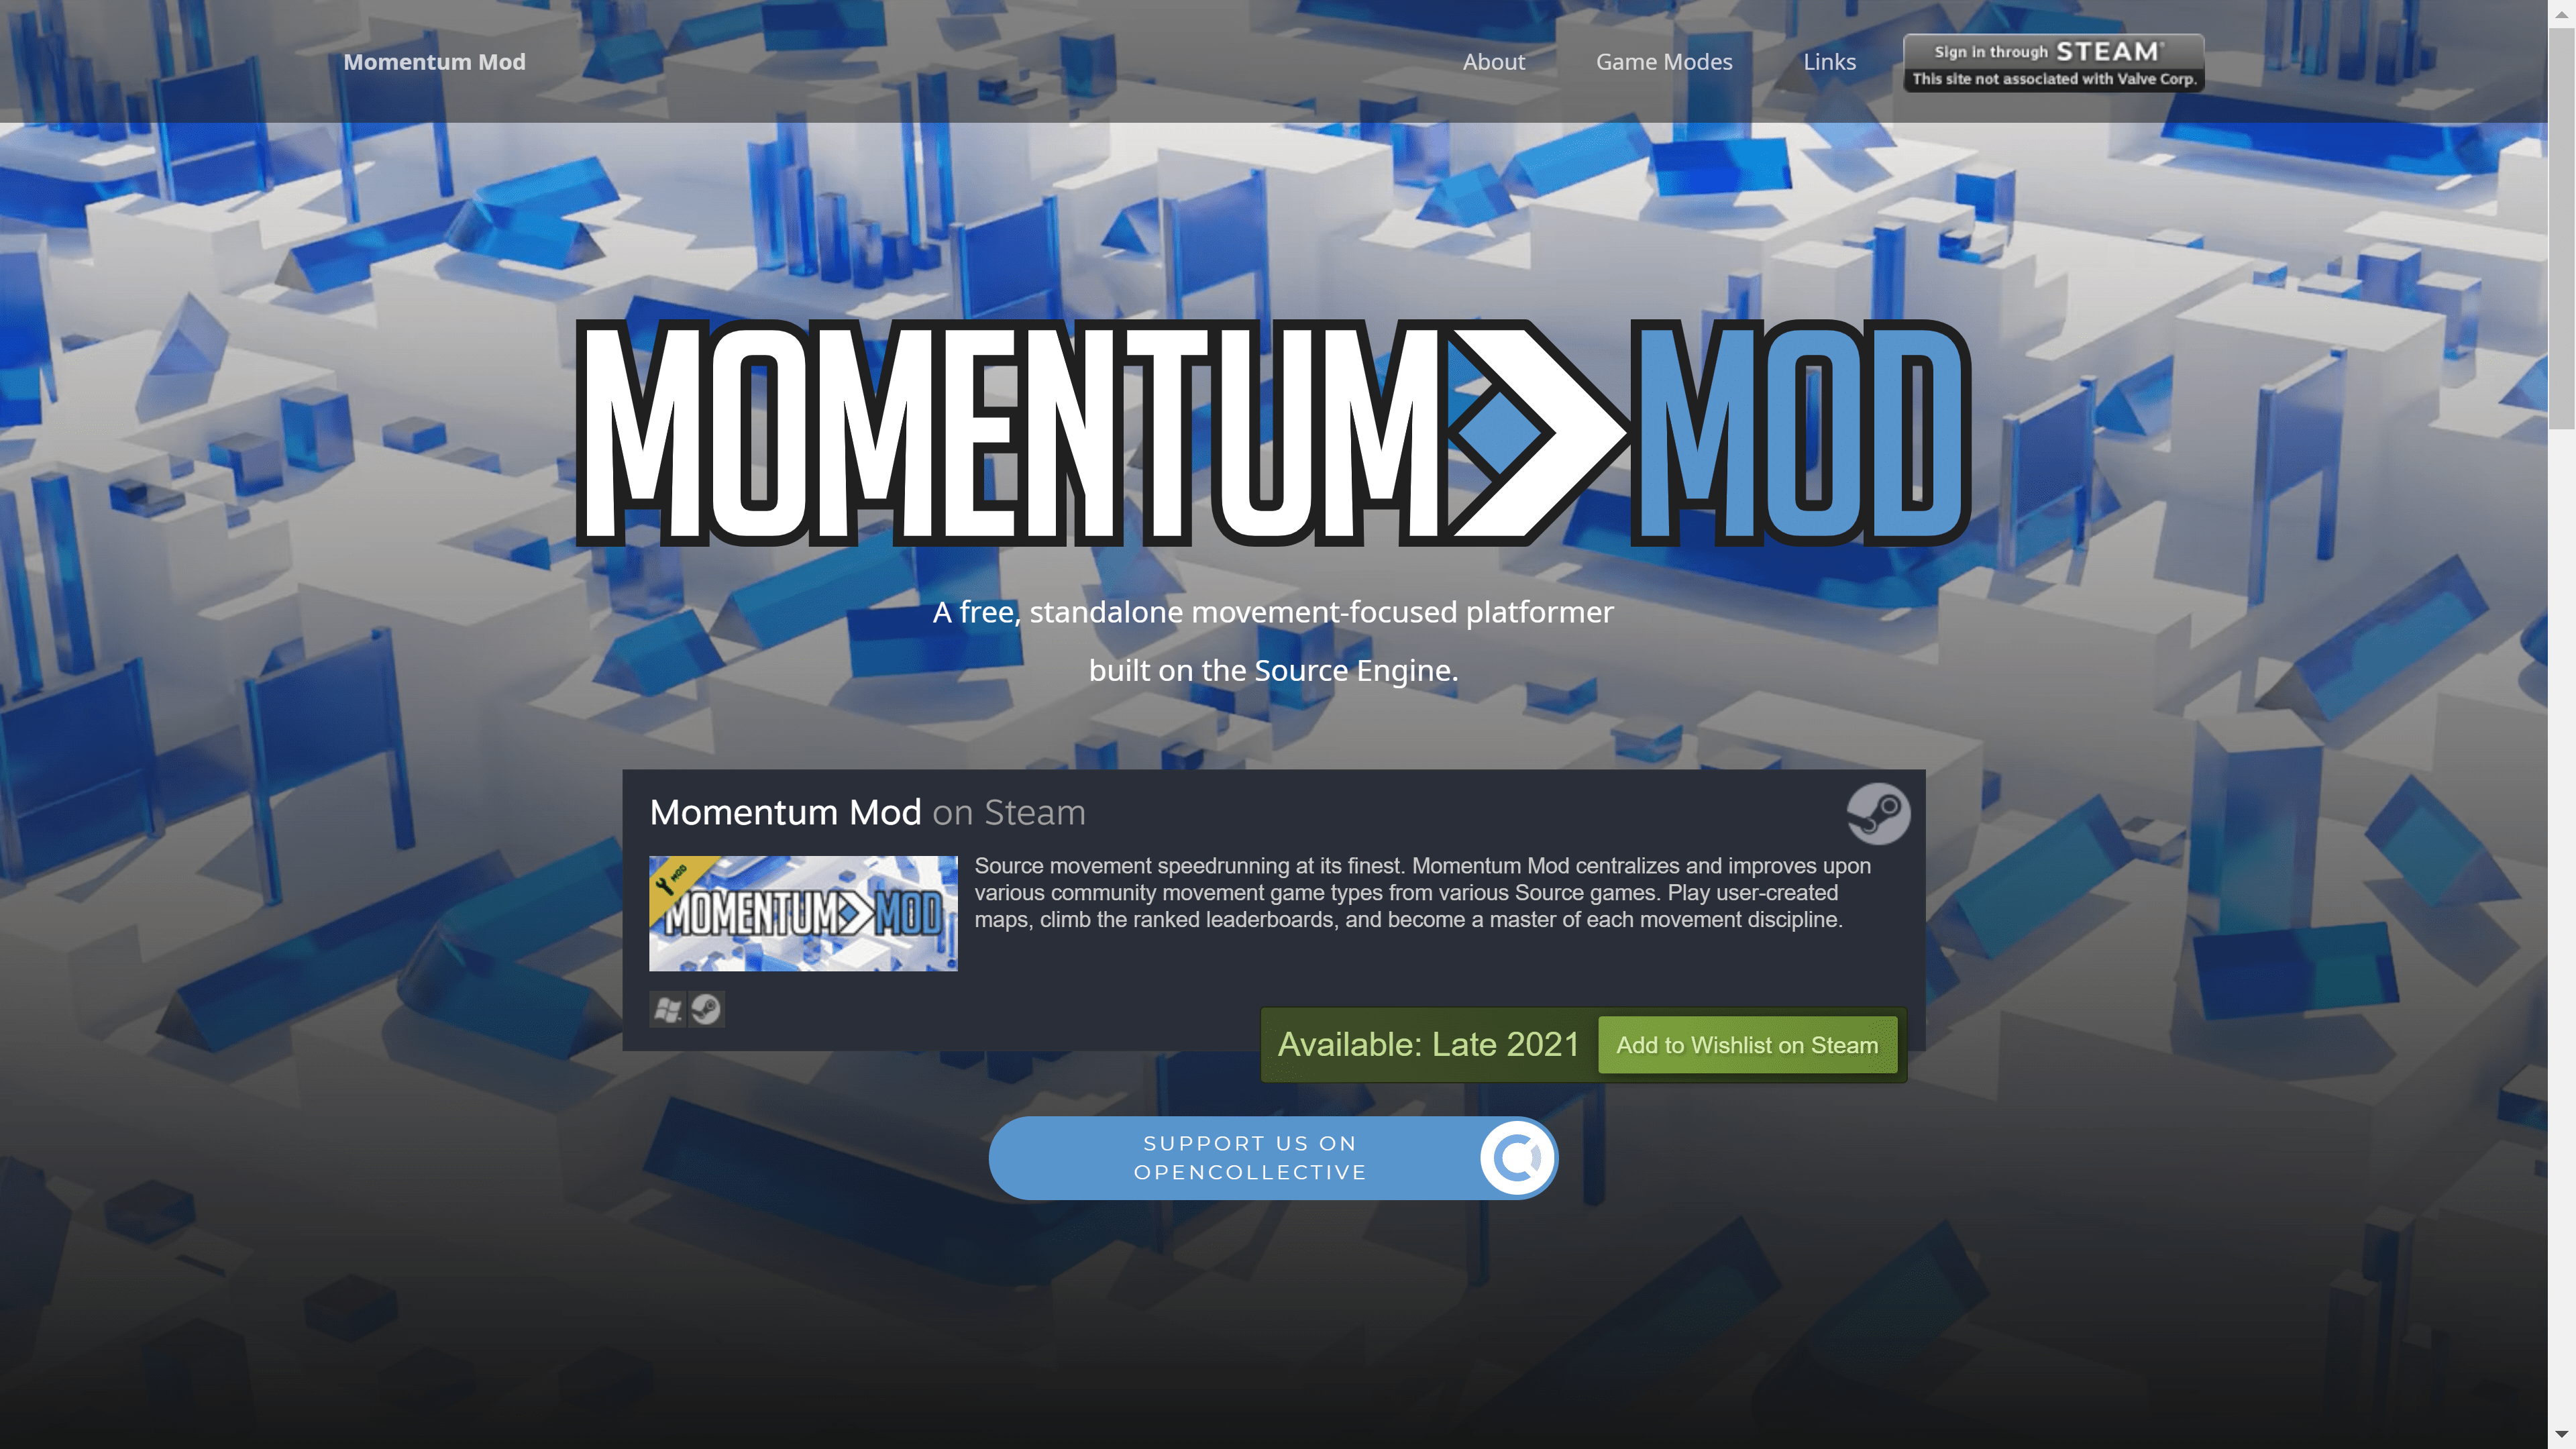 Momentum Mod
About
Game Modes
Links
Sign in through STEAM®
This site not associated with Valve Corp.
MOMENTUM MOD
A free, standalone movement-focused platformer
built on the Source Engine.
Momentum Mod on Steam
MOD
MOMENTUM MOD
Source movement speedrunning at its finest. Momentum Mod centralizes and improves upon
various community movement game types from various Source games. Play user-created
maps, climb the ranked leaderboards, and become a master of each movement discipline.
Available: Late 2021
Add to Wishlist on Steam
SUPPORT US ON
OPENCOLLECTIVE